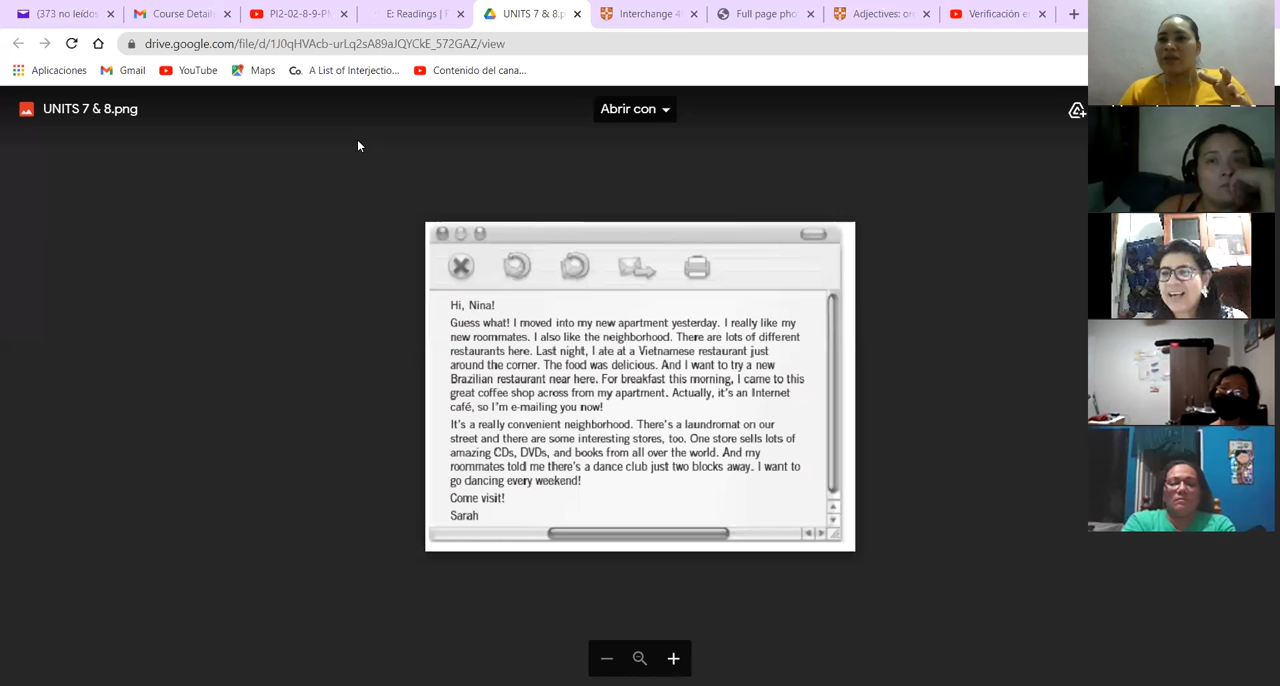 (373 no leídos
Course Detail
PI2-02-8-9-PI
E: Readings |
UNITS 7 & 8.p
Interchange 4
Full page pho
Adjectives: or
Verificación e
drive.google.com/file/d/1J0qHVAcb-urLq2sA89aJQYCkE_572GAZ/view
Aplicaciones
Gmail
YouTube
Maps
Co. A List of Interjectio...
Contenido del cana...
UNITS 7 & 8.png
Abrir con
Hi, Nina!
Guess what! I moved into my new apartment yesterday. I really like my
new roommates. I also like the neighborhood. There are lots of different
restaurants here. Last night, I ate at a Vietnamese restaurant just
around the corner. The food was delicious. And I want to try a new
Brazilian restaurant near here. For breakfast this morning, I came to this
great coffee shop across from my apartment. Actually, it's an Internet
café, so I'm e-mailing you now!
It's a really convenient neighborhood. There's a laundromat on our
street and there are some interesting stores, too. One store sells lots of
amazing CDs, DVDs, and books from all over the world. And my
roommates told me there's a dance club just two blocks away. I want to
go dancing every weekend!
Come visit!
Sarah